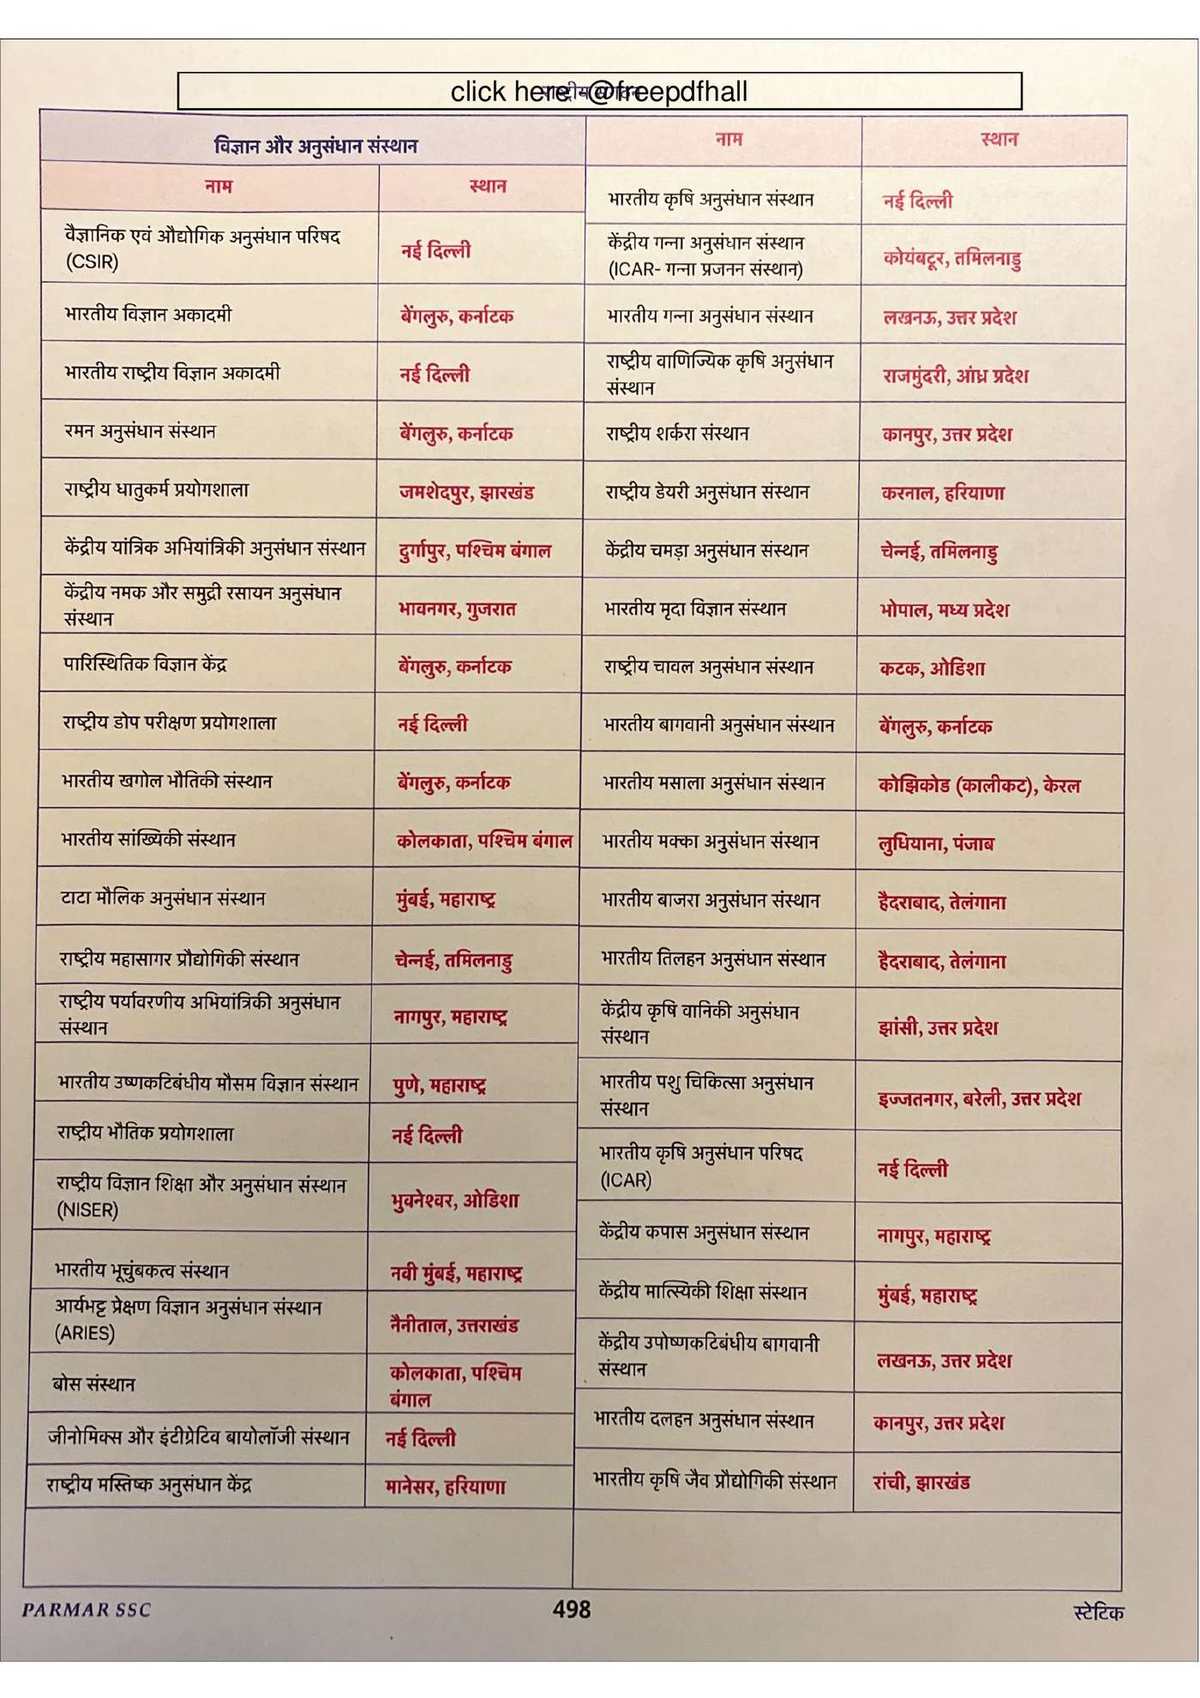 click here -@freepdfhall
विज्ञान और अनुसंधान संस्थान
नाम स्थान
वैज्ञानिक एवं औद्योगिक अनुसंधान परिषद
(CSIR)
नई दिल्ली
भारतीय विज्ञान अकादमी बेंगलुरु, कर्नाटक
भारतीय राष्ट्रीय विज्ञान अकादमी नई दिल्ली
रमन अनुसंधान संस्थान बेंगलुरु, कर्नाटक
राष्ट्रीय धातुकर्म प्रयोगशाला जमशेदपुर, झारखंड
केंद्रीय यांत्रिक अभियांत्रिकी अनुसंधान संस्थान दुर्गापुर, पश्चिम बंगाल
केंद्रीय नमक और समुद्री रसायन अनुसंधान
संस्थान
भावनगर, गुजरात
पारिस्थितिक विज्ञान केंद्र बेंगलुरु, कर्नाटक
राष्ट्रीय डोप परीक्षण प्रयोगशाला नई दिल्ली
भारतीय खगोल भौतिकी संस्थान बेंगलुरु, कर्नाटक
भारतीय सांख्यिकी संस्थान कोलकाता, पश्चिम बंगाल
टाटा मौलिक अनुसंधान संस्थान मुंबई, महाराष्ट्र
राष्ट्रीय महासागर प्रौद्योगिकी संस्थान चेन्नई, तमिलनाडु
राष्ट्रीय पर्यावरणीय अभियांत्रिकी अनुसंधान
संस्थान
नागपुर, महाराष्ट्र
भारतीय उष्णकटिबंधीय मौसम विज्ञान संस्थान पुणे, महाराष्ट्र
राष्ट्रीय भौतिक प्रयोगशाला नई दिल्ली
राष्ट्रीय विज्ञान शिक्षा और अनुसंधान संस्थान
(NISER)
भुवनेश्वर, ओडिशा
भारतीय भूचुंबकत्व संस्थान नवी मुंबई, महाराष्ट्र
आर्यभट्ट प्रेक्षण विज्ञान अनुसंधान संस्थान
(ARIES)
नैनीताल, उत्तराखंड
बोस संस्थान
कोलकाता, पश्चिम
बंगाल
जीनोमिक्स और इंटीग्रेटिव बायोलॉजी संस्थान नई दिल्ली
राष्ट्रीय मस्तिष्क अनुसंधान केंद्र मानेसर, हरियाणा
नाम स्थान
भारतीय कृषि अनुसंधान संस्थान नई दिल्ली
केंद्रीय गन्ना अनुसंधान संस्थान
(ICAR- गन्ना प्रजनन संस्थान)
कोयंबटूर, तमिलनाडु
भारतीय गन्ना अनुसंधान संस्थान लखनऊ, उत्तर प्रदेश
राष्ट्रीय वाणिज्यिक कृषि अनुसंधान
संस्थान
राजमुंदरी, आंध्र प्रदेश
राष्ट्रीय शर्करा संस्थान कानपुर, उत्तर प्रदेश
राष्ट्रीय डेयरी अनुसंधान संस्थान करनाल, हरियाणा
केंद्रीय चमड़ा अनुसंधान संस्थान चेन्नई, तमिलनाडु
भारतीय मृदा विज्ञान संस्थान भोपाल, मध्य प्रदेश
राष्ट्रीय चावल अनुसंधान संस्थान कटक, ओडिशा
भारतीय बागवानी अनुसंधान संस्थान बेंगलुरु, कर्नाटक
भारतीय मसाला अनुसंधान संस्थान कोझिकोड (कालीकट), केरल
भारतीय मक्का अनुसंधान संस्थान लुधियाना, पंजाब
भारतीय बाजरा अनुसंधान संस्थान हैदराबाद, तेलंगाना
भारतीय तिलहन अनुसंधान संस्थान हैदराबाद, तेलंगाना
केंद्रीय कृषि वानिकी अनुसंधान
संस्थान
झांसी, उत्तर प्रदेश
भारतीय पशु चिकित्सा अनुसंधान
संस्थान
इज्जतनगर, बरेली, उत्तर प्रदेश
भारतीय कृषि अनुसंधान परिषद
(ICAR)
नई दिल्ली
केंद्रीय कपास अनुसंधान संस्थान नागपुर, महाराष्ट्र
केंद्रीय मात्स्यिकी शिक्षा संस्थान मुंबई, महाराष्ट्र
केंद्रीय उपोष्णकटिबंधीय बागवानी
संस्थान
लखनऊ, उत्तर प्रदेश
भारतीय दलहन अनुसंधान संस्थान कानपुर, उत्तर प्रदेश
भारतीय कृषि जैव प्रौद्योगिकी संस्थान रांची, झारखंड
PARMAR SSC 498 स्टेटिक